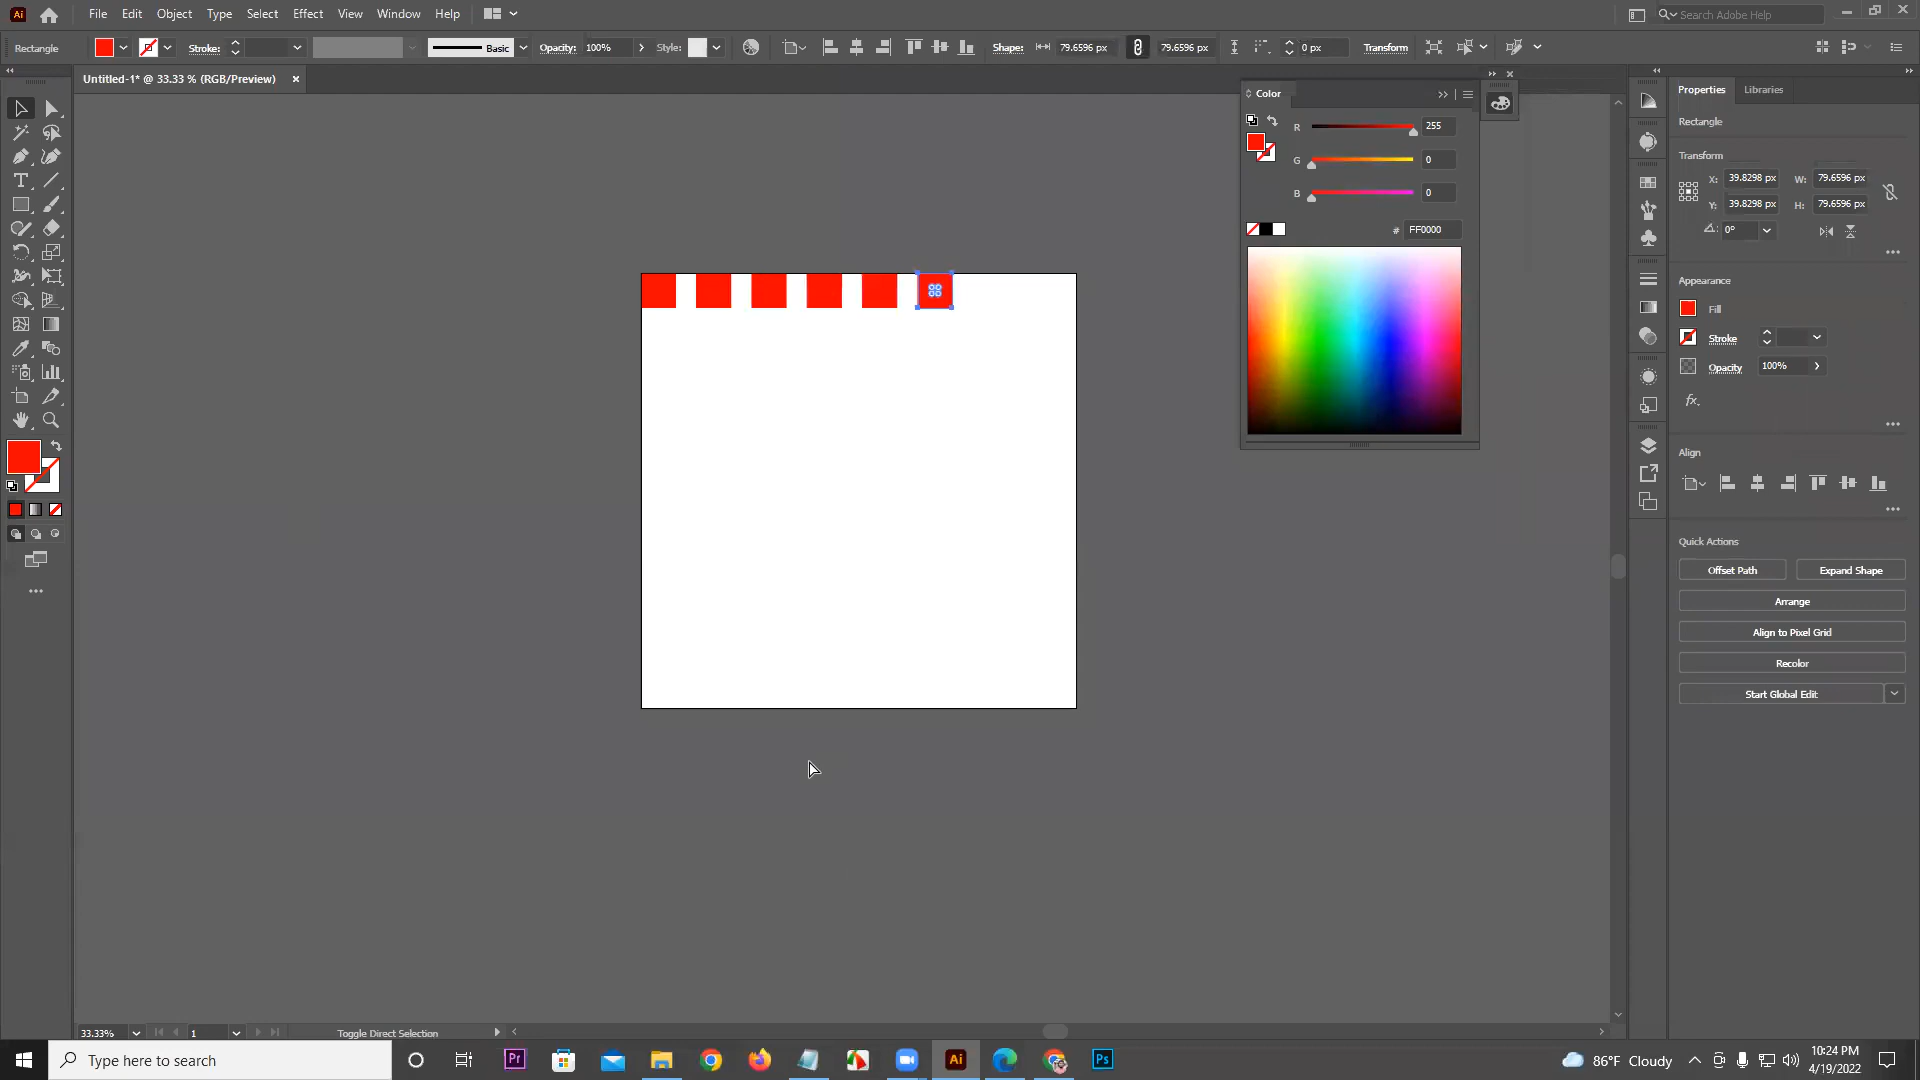 Ai File Edit Object Type Select Effect View Window Help Search Adobe Help
Rectangle Stroke: Basic Opacity: 100% Style: Shape: 79.6596 px 79.6596 px 0 px Transform
Untitled-1* @ 33.33 % (RGB/Preview)
Color
R 255
G 0
B 0
# FF0000
Properties Libraries
Rectangle
Transform
X: 39.8298 px W: 79.6596 px
Y: 39.8298 px H: 79.6596 px
0°
Appearance
Fill
Stroke
Opacity 100%
fx.
Align
Quick Actions
Offset Path Expand Shape
Arrange
Align to Pixel Grid
Recolor
Start Global Edit
T
33.33% 1 Toggle Direct Selection
Type here to search Pr Ai Ps 86°F Cloudy 10:24 PM
4/19/2022